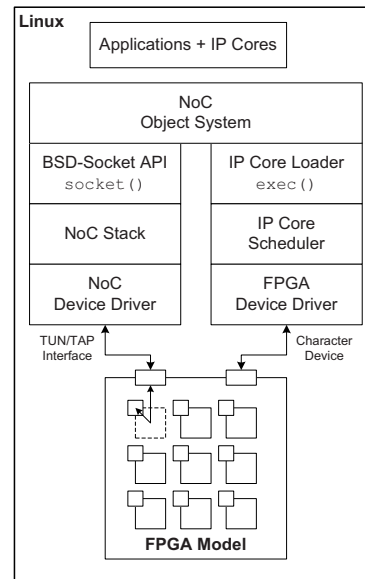 Linux
Applications + IP Cores
NoC
Object System
BSD-Socket API
socket()
IP Core Loader
exec()
NoC Stack
IP Core
Scheduler
NoC
Device Driver
FPGA
Device Driver
TUN/TAP
Interface
Character
Device
FPGA Model